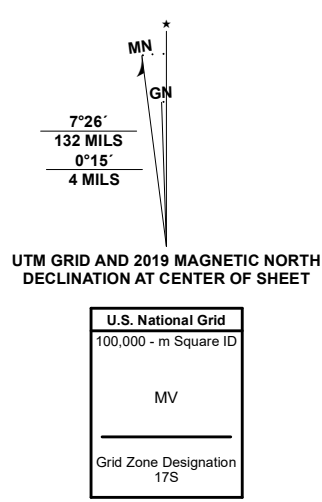 MN
GN
7°26´
132 MILS
0°15´
4 MILS
UTM GRID AND 2019 MAGNETIC NORTH
DECLINATION AT CENTER OF SHEET
U.S. National Grid
100,000 - m Square ID
MV
Grid Zone Designation
17S